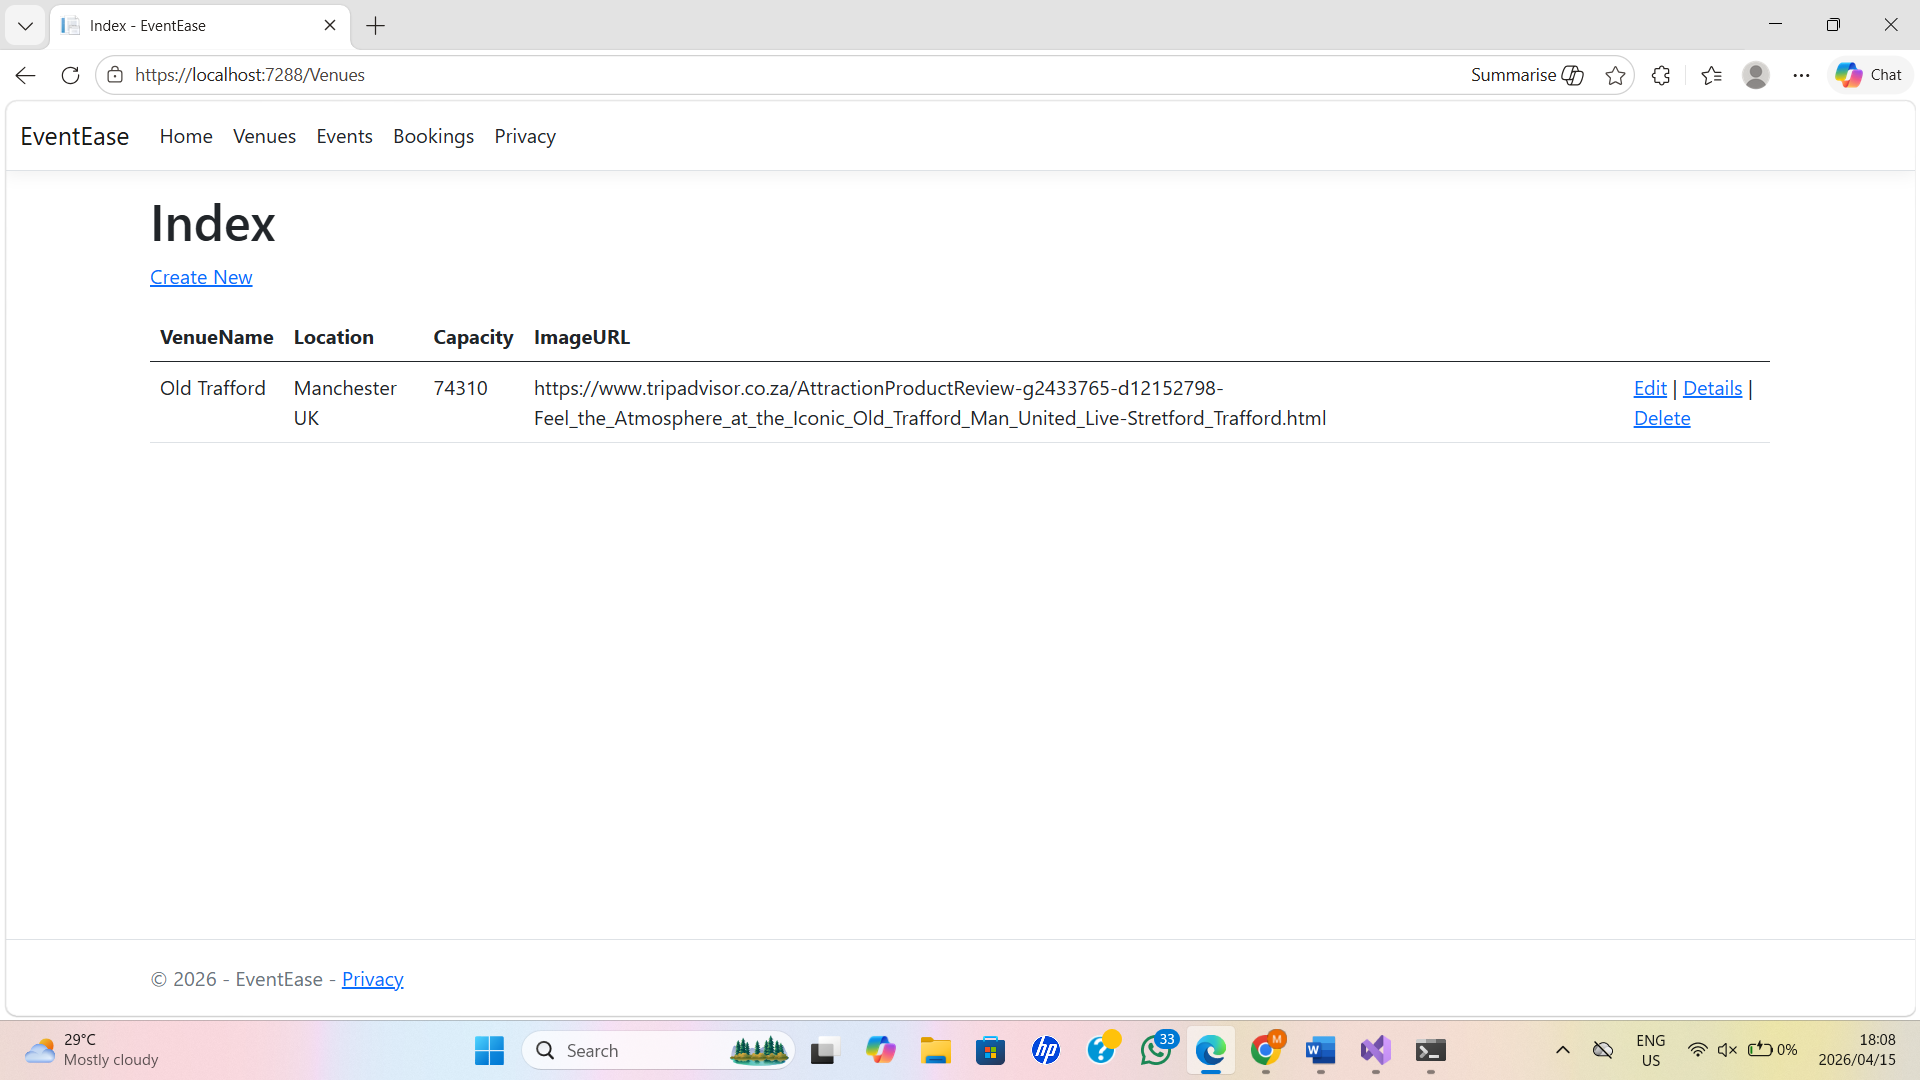 Index - EventEase
https://localhost:7288/Venues
Summarise
Chat
EventEase Home Venues Events Bookings Privacy
Index
Create New
VenueName Location Capacity ImageURL
Old Trafford Manchester 74310 https://www.tripadvisor.co.za/AttractionProductReview-g2433765-d12152798- Edit | Details |
UK Feel_the_Atmosphere_at_the_Iconic_Old_Trafford_Man_United_Live-Stretford_Trafford.html Delete
© 2026 - EventEase - Privacy
29°C
Mostly cloudy
Search
hp
33
M
W
ENG
US
0%
18:08
2026/04/15